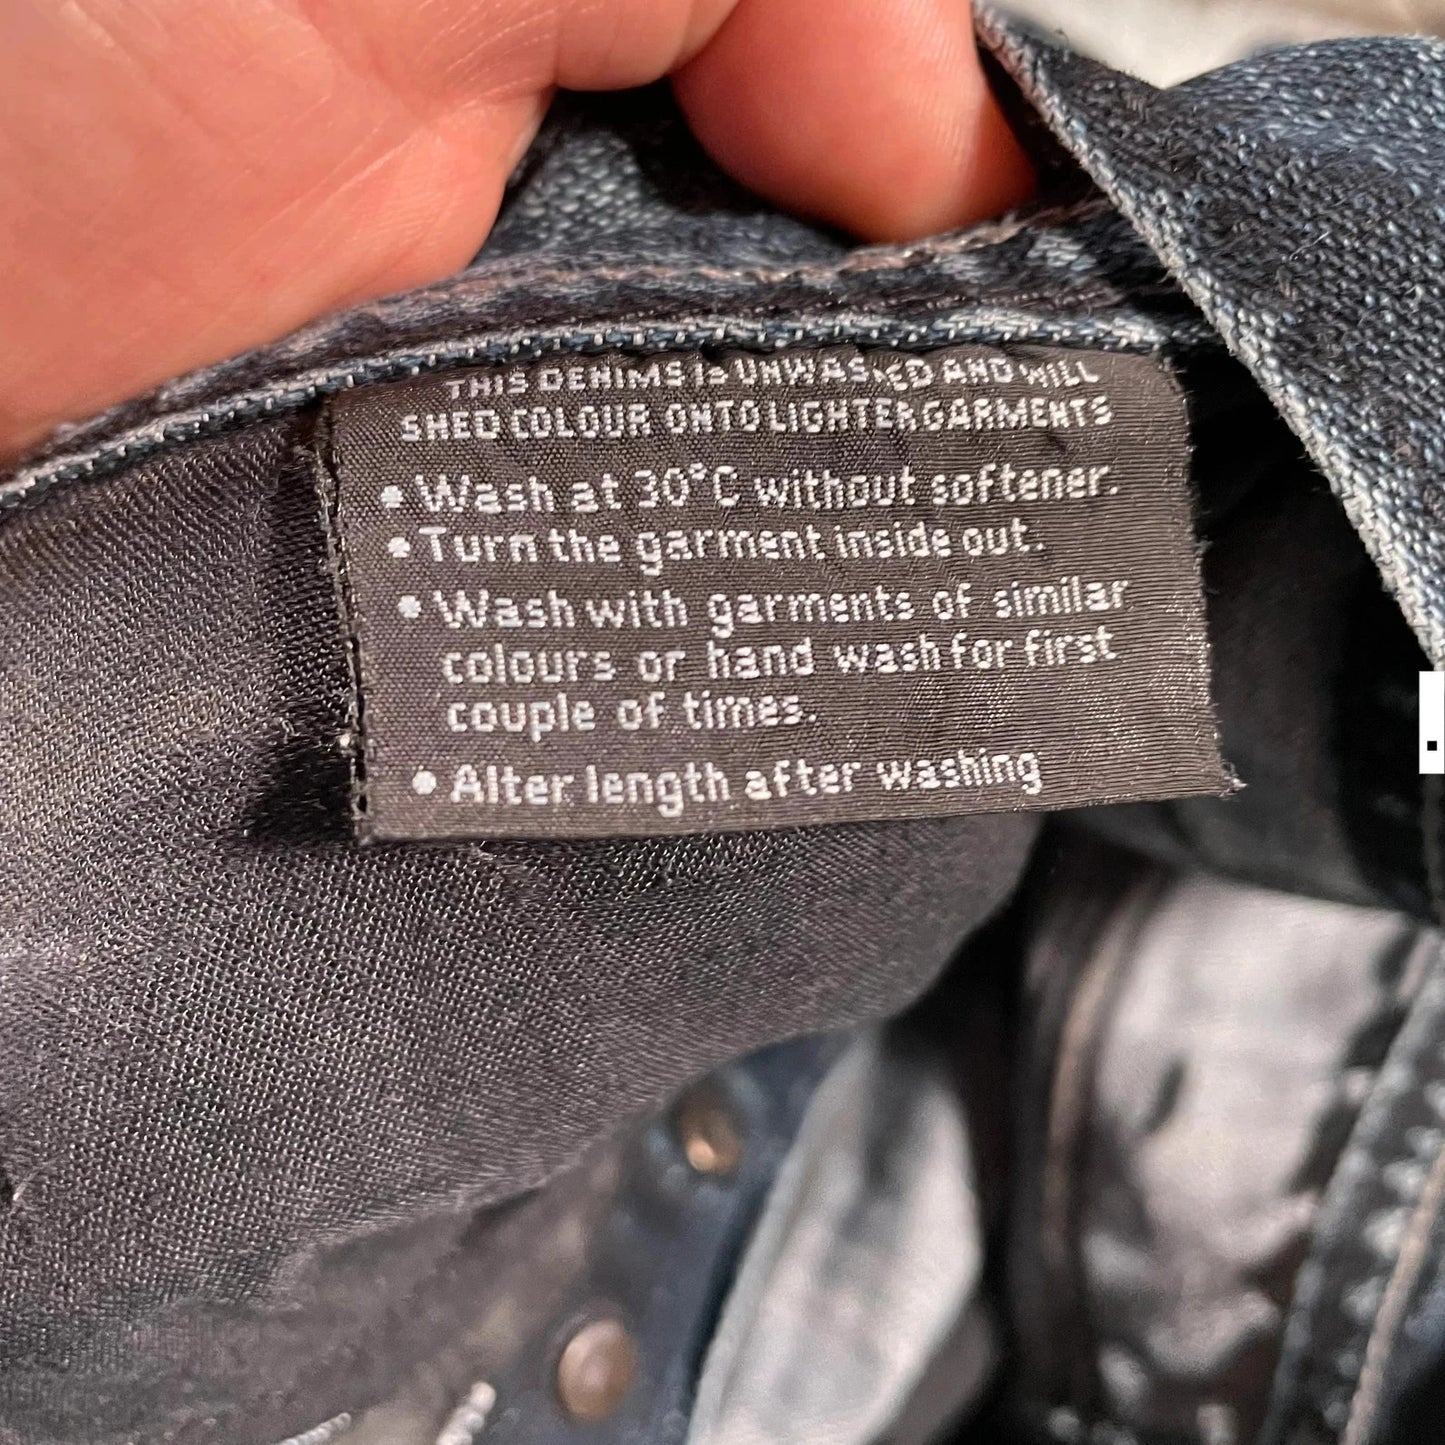 THIS DENIMS IS UNWASHED AND WILL
SHED COLOUR ONTO LIGHTER GARMENTS
• Wash at 30°C without softener.
• Turn the garment inside out.
• Wash with garments of similar
colours or hand wash for first
couple of times.
• Alter length after washing